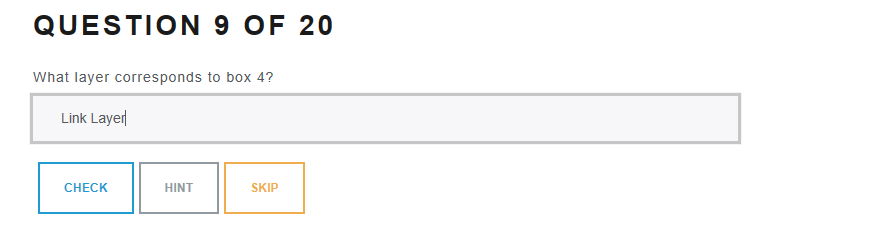 QUESTION 9 OF 20
What layer corresponds to box 4?
Link Layer
CHECK HINT SKIP